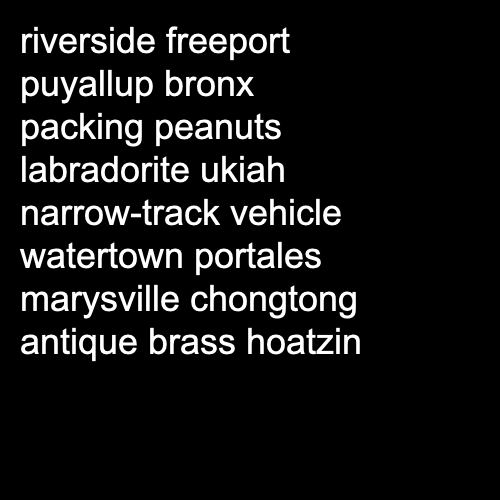 riverside freeport
puyallup bronx
packing peanuts
labradorite ukiah
narrow-track vehicle
watertown portales
marysville chongtong
antique brass hoatzin